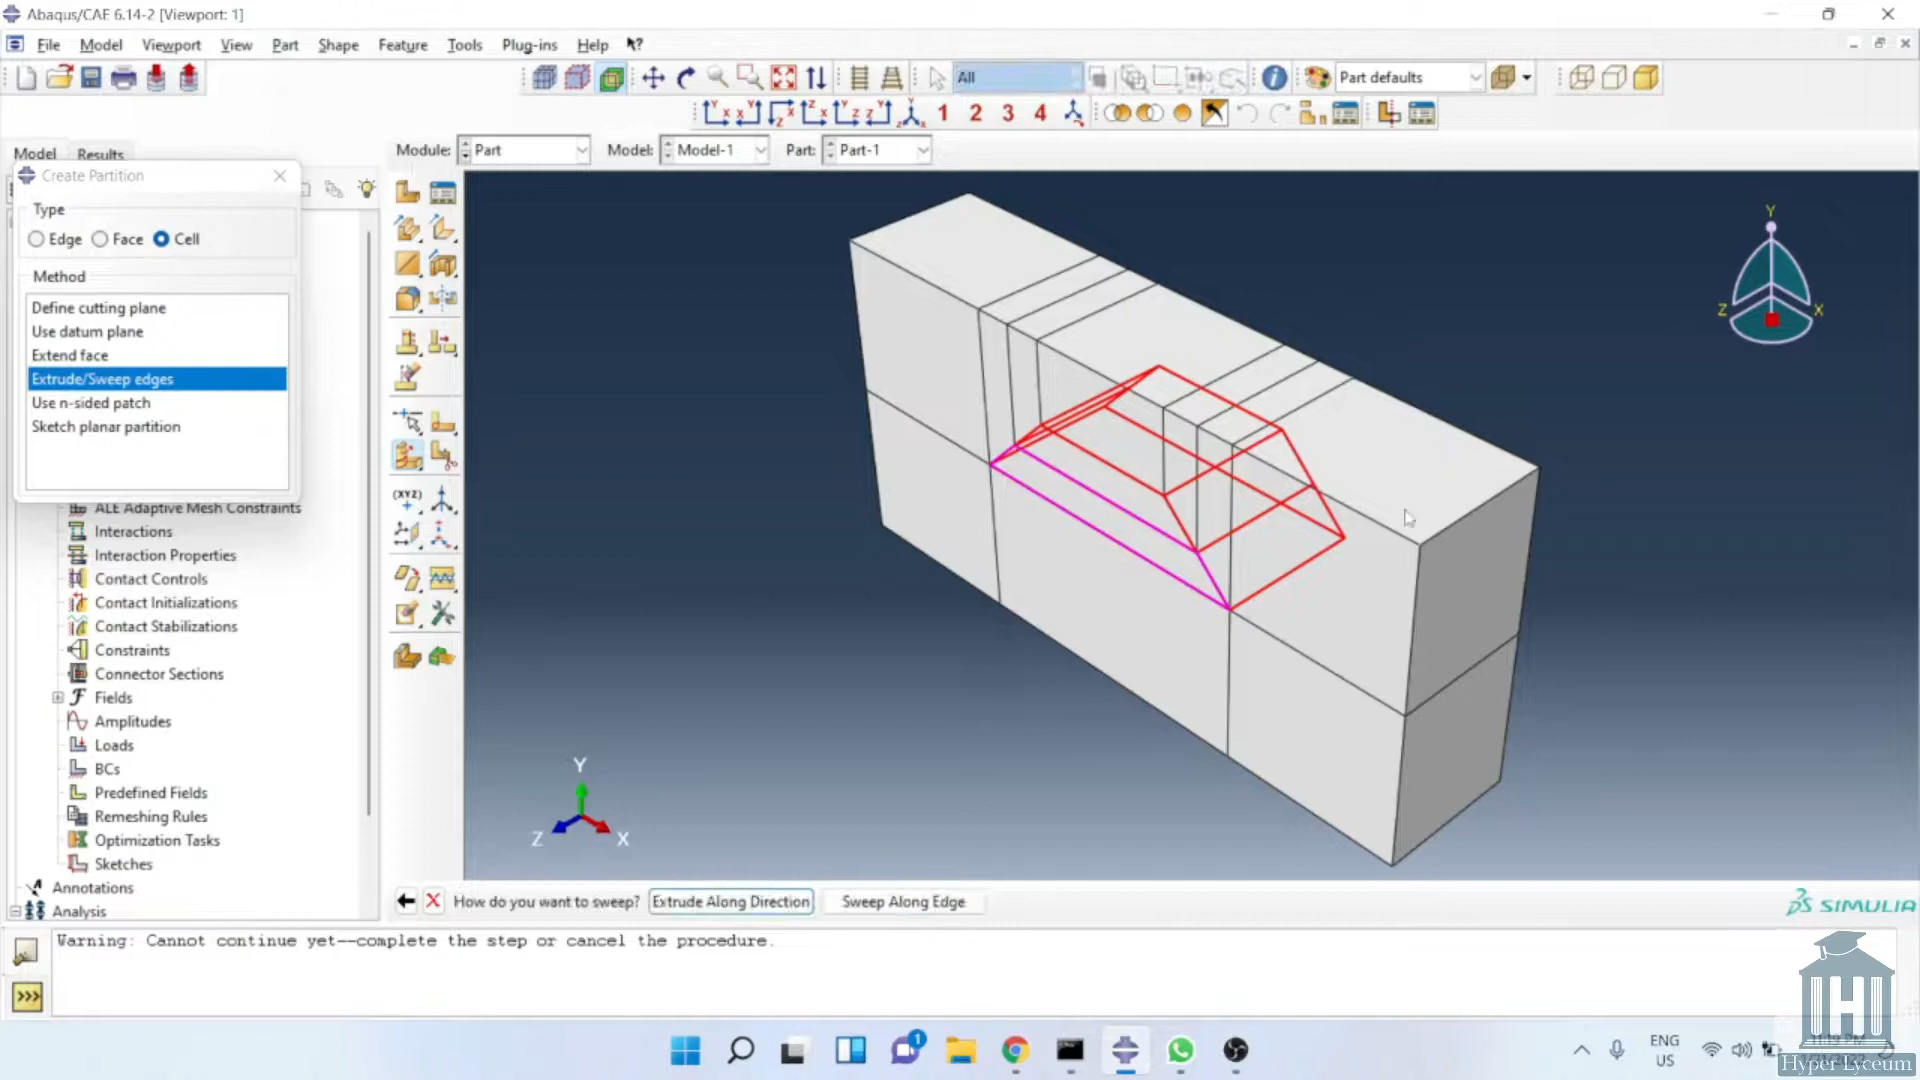 Abaqus/CAE 6.14-2 [Viewport: 1]
File Model Viewport View Part Shape Feature Tools Plug-ins Help
All
Part defaults
1 2 3 4
Model Results
Module: Part Model: Model-1 Part: Part-1
Create Partition
Type
Edge Face Cell
Method
Define cutting plane
Use datum plane
Extend face
Extrude/Sweep edges
Use n-sided patch
Sketch planar partition
ALE Adaptive Mesh Constraints
Interactions
Interaction Properties
Contact Controls
Contact Initializations
Contact Stabilizations
Constraints
Connector Sections
Fields
Amplitudes
Loads
BCs
Predefined Fields
Remeshing Rules
Optimization Tasks
Sketches
Annotations
Analysis
(XYZ)
Y
Z X
Y
Z X
How do you want to sweep? Extrude Along Direction Sweep Along Edge
SIMULIA
Warning: Cannot continue yet--complete the step or cancel the procedure.
>>>
1
ENG
US
Hyper Lyceum